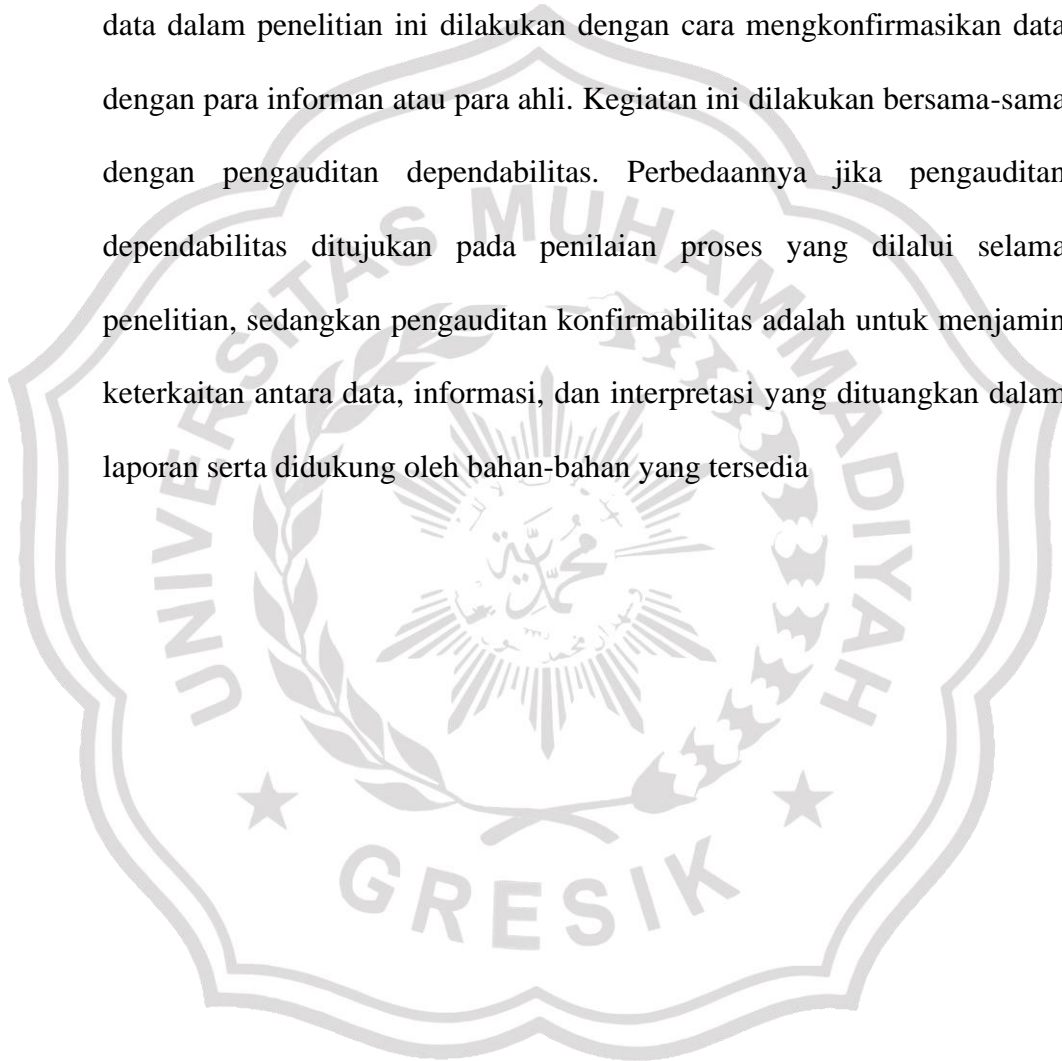 data dalam penelitian ini dilakukan dengan cara mengkonfirmasikan data
dengan para informan atau para ahli. Kegiatan ini dilakukan bersama-sama
dengan pengauditan dependabilitas. Perbedaannya jika pengauditan
dependabilitas ditujukan pada penilaian proses yang dilalui selama
penelitian, sedangkan pengauditan konfirmabilitas adalah untuk menjamin
keterkaitan antara data, informasi, dan interpretasi yang dituangkan dalam
laporan serta didukung oleh bahan-bahan yang tersedia
UNIVERSITAS MUHAMMADIYAH
محمد
GRESIK